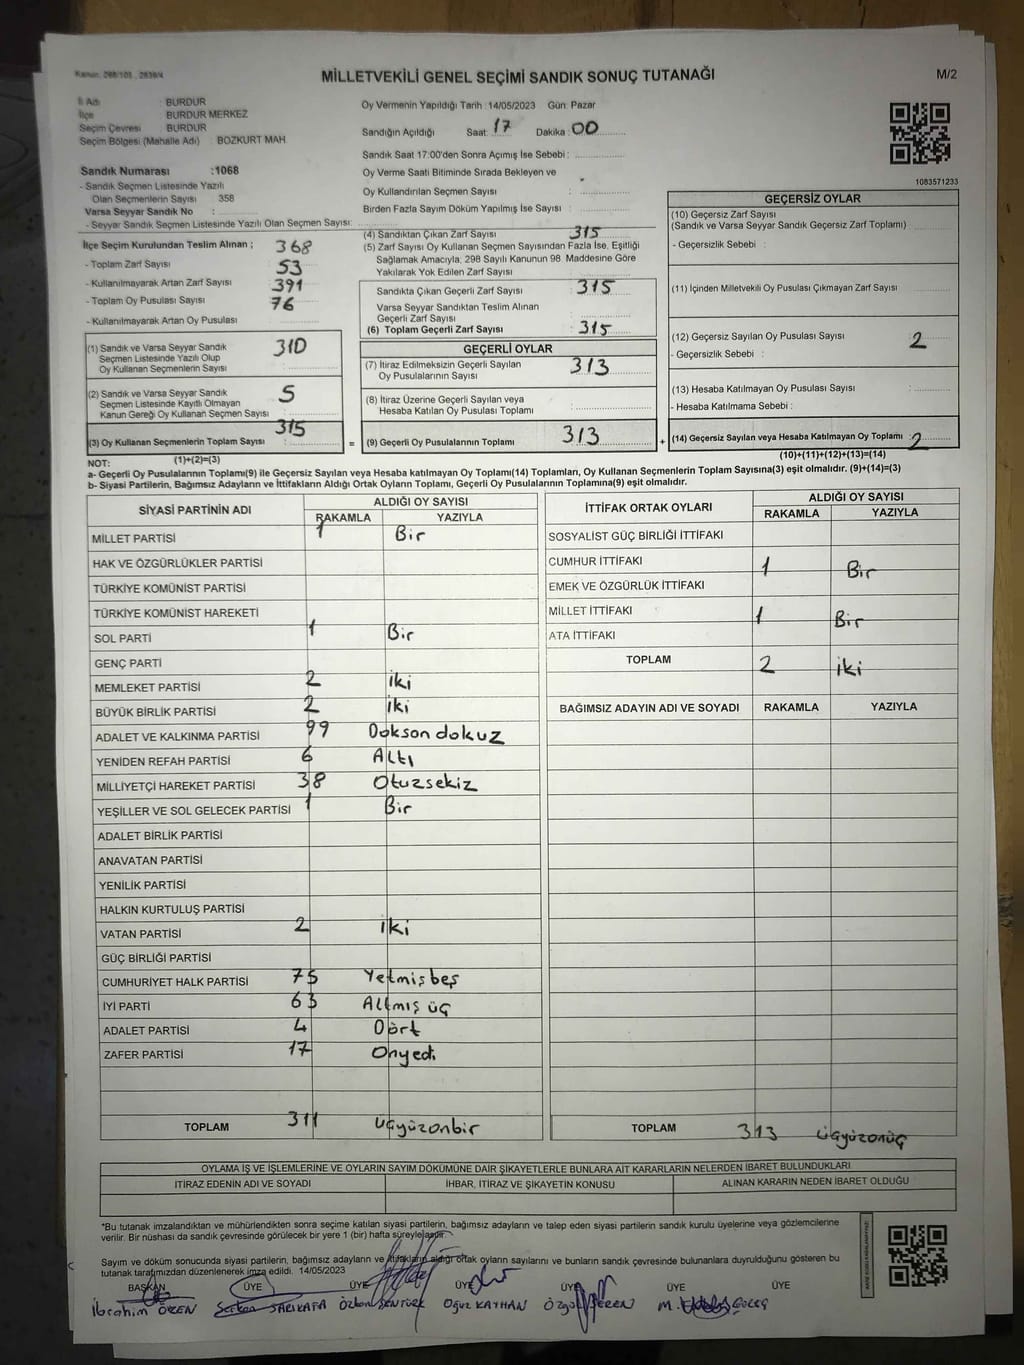 Kanun: 298/105 , 2839/4
MİLLETVEKİLİ GENEL SEÇİMİ SANDIK SONUÇ TUTANAĞI
M/2
İl Adı : BURDUR
İlçe : BURDUR MERKEZ
Seçim Çevresi : BURDUR
Seçim Bölgesi (Mahalle Adı) : BOZKURT MAH
Sandık Numarası :1068
- Sandık Seçmen Listesinde Yazılı
Olan Seçmenlerin Sayısı : 358
Varsa Seyyar Sandık No :
- Seyyar Sandık Seçmen Listesinde Yazılı Olan Seçmen Sayısı:
Oy Vermenin Yapıldığı Tarih :14/05/2023 Gün: Pazar
Sandığın Açıldığı Saat: 17 Dakika : 00
Sandık Saat 17:00'den Sonra Açımış İse Sebebi :
Oy Verme Saati Bitiminde Sırada Bekleyen ve
Oy Kullandırılan Seçmen Sayısı :
Birden Fazla Sayım Döküm Yapılmış İse Sayısı :
1083571233
İlçe Seçim Kurulundan Teslim Alınan ;
- Toplam Zarf Sayısı 368
- Kullanılmayarak Artan Zarf Sayısı 53
- Toplam Oy Pusulası Sayısı 391
- Kullanılmayarak Artan Oy Pusulası 76
(1) Sandık ve Varsa Seyyar Sandık
Seçmen Listesinde Yazılı Olup
Oy Kullanan Seçmenlerin Sayısı : 310
(2) Sandık ve Varsa Seyyar Sandık
Seçmen Listesinde Kayıtlı Olmayan
Kanun Gereği Oy Kullanan Seçmen Sayısı : 5
(3) Oy Kullanan Seçmenlerin Toplam Sayısı : 315
(1)+(2)=(3)
(4) Sandıktan Çıkan Zarf Sayısı : 315
(5) Zarf Sayısı Oy Kullanan Seçmen Sayısından Fazla İse, Eşitliği
Sağlamak Amacıyla, 298 Sayılı Kanunun 98. Maddesine Göre
Yakılarak Yok Edilen Zarf Sayısı :
Sandıkta Çıkan Geçerli Zarf Sayısı : 315
Varsa Seyyar Sandıktan Teslim Alınan
Geçerli Zarf Sayısı :
(6) Toplam Geçerli Zarf Sayısı : 315
GEÇERLİ OYLAR
(7) İtiraz Edilmeksizin Geçerli Sayılan
Oy Pusulalarının Sayısı : 313
(8) İtiraz Üzerine Geçerli Sayılan veya
Hesaba Katılan Oy Pusulası Toplamı :
= (9) Geçerli Oy Pusulalarının Toplamı : 313 +
GEÇERSİZ OYLAR
(10) Geçersiz Zarf Sayısı
(Sandık ve Varsa Seyyar Sandık Geçersiz Zarf Toplamı)
- Geçersizlik Sebebi :
(11) İçinden Milletvekili Oy Pusulası Çıkmayan Zarf Sayısı :
(12) Geçersiz Sayılan Oy Pusulası Sayısı : 2
- Geçersizlik Sebebi :
(13) Hesaba Katılmayan Oy Pusulası Sayısı :
- Hesaba Katılmama Sebebi :
(14) Geçersiz Sayılan veya Hesaba Katılmayan Oy Toplamı : 2
(10)+(11)+(12)+(13)=(14)
NOT:
a- Geçerli Oy Pusulalarının Toplamı(9) ile Geçersiz Sayılan veya Hesaba katılmayan Oy Toplamı(14) Toplamları, Oy Kullanan Seçmenlerin Toplam Sayısına(3) eşit olmalıdır. (9)+(14)=(3)
b- Siyasi Partilerin, Bağımsız Adayların ve İttifakların Aldığı Ortak Oyların Toplamı, Geçerli Oy Pusulalarının Toplamına(9) eşit olmalıdır.
SİYASİ PARTİNİN ADI ALDIĞI OY SAYISI
RAKAMLA YAZIYLA
MİLLET PARTİSİ 1 Bir
HAK VE ÖZGÜRLÜKLER PARTİSİ
TÜRKİYE KOMÜNİST PARTİSİ
TÜRKİYE KOMÜNİST HAREKETİ
SOL PARTİ 1 Bir
GENÇ PARTİ
MEMLEKET PARTİSİ 2 iki
BÜYÜK BİRLİK PARTİSİ 2 iki
ADALET VE KALKINMA PARTİSİ 99 Doksan dokuz
YENİDEN REFAH PARTİSİ 6 Altı
MİLLİYETÇİ HAREKET PARTİSİ 38 Otuzsekiz
YEŞİLLER VE SOL GELECEK PARTİSİ 1 Bir
ADALET BİRLİK PARTİSİ
ANAVATAN PARTİSİ
YENİLİK PARTİSİ
HALKIN KURTULUŞ PARTİSİ
VATAN PARTİSİ 2 iki
GÜÇ BİRLİĞİ PARTİSİ
CUMHURİYET HALK PARTİSİ 75 Yetmişbeş
İYİ PARTİ 63 Altmış üç
ADALET PARTİSİ 4 Dört
ZAFER PARTİSİ 17 Onyedi
TOPLAM 311 üçyüzonbir
İTTİFAK ORTAK OYLARI ALDIĞI OY SAYISI
RAKAMLA YAZIYLA
SOSYALİST GÜÇ BİRLİĞİ İTTİFAKI
CUMHUR İTTİFAKI 1 Bir
EMEK VE ÖZGÜRLÜK İTTİFAKI
MİLLET İTTİFAKI 1 Bir
ATA İTTİFAKI
TOPLAM 2 iki
BAĞIMSIZ ADAYIN ADI VE SOYADI RAKAMLA YAZIYLA
TOPLAM 313 üçyüzonüç
OYLAMA İŞ VE İŞLEMLERİNE VE OYLARIN SAYIM DÖKÜMÜNE DAİR ŞİKAYETLERLE BUNLARA AİT KARARLARIN NELERDEN İBARET BULUNDUKLARI
İTİRAZ EDENİN ADI VE SOYADI İHBAR, İTİRAZ VE ŞİKAYETİN KONUSU ALINAN KARARIN NEDEN İBARET OLDUĞU
*Bu tutanak imzalandıktan ve mühürlendikten sonra seçime katılan siyasi partilerin, bağımsız adayların ve talep eden siyasi partilerin sandık kurulu üyelerine veya gözlemcilerine
verilir. Bir nüshası da sandık çevresinde görülecek bir yere 1 (bir) hafta süreyle asılır.
Sayım ve döküm sonucunda siyasi partilerin, bağımsız adayların ve ittifakların aldığı ortak oyların sayılarını ve bunların sandık çevresinde bulunanlara duyrulduğunu gösteren bu
tutanak tarafımızdan düzenlenerek imza edildi. 14/05/2023
BAŞKAN ÜYE ÜYE ÜYE ÜYE ÜYE ÜYE
İbrahim ÖREN Serkan SARIKAFA Özlem ŞENTÜRK Oğuz KAYHAN Özgül M.